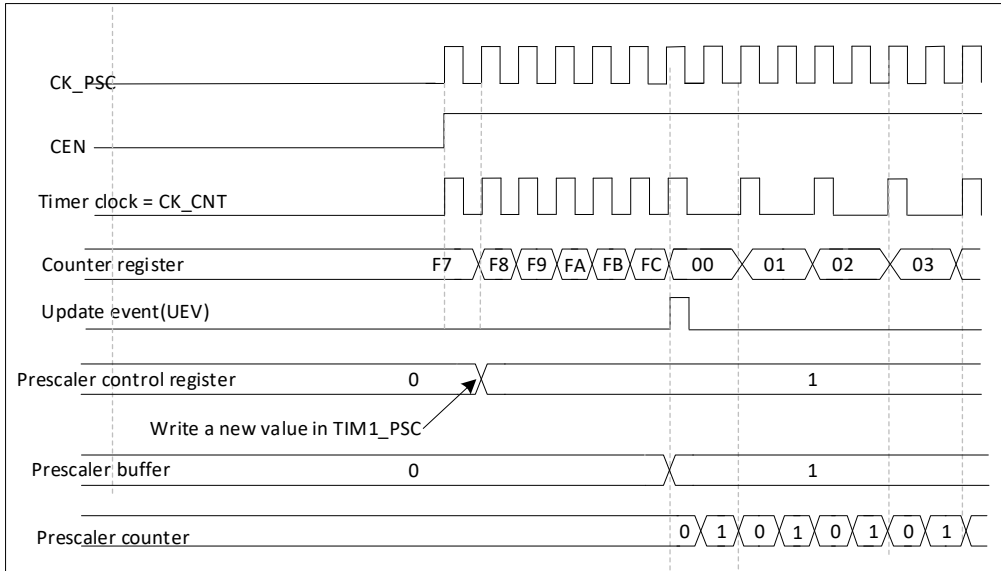 CK_PSC
CEN
Timer clock = CK_CNT
Counter register F7 F8 F9 FA FB FC 00 01 02 03
Update event(UEV)
Prescaler control register 0 1
Write a new value in TIM1_PSC
Prescaler buffer 0 1
Prescaler counter 0 1 0 1 0 1 0 1